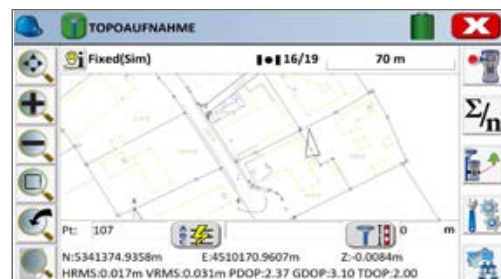 TOPOAUFNAHME
Fixed(Sim) 16/19 70 m
Σ/n
Pt: 107 0 m
N:5341374.9358m E:4510170.9607m Z:-0.0084m
HRMS:0.017m VRMS:0.031m PDOP:2.37 GDOP:3.10 TDOP:2.00